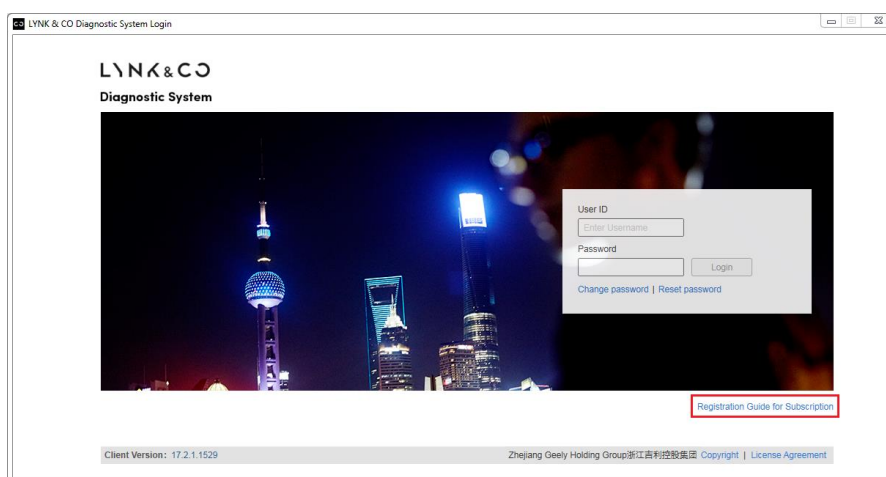 LYNK & CO Diagnostic System Login
LYNK&CO
Diagnostic System
User ID
Enter Username
Password
Login
Change password | Reset password
Registration Guide for Subscription
Client Version: 17.2.1.1529
Zhejiang Geely Holding Group浙江吉利控股集团 Copyright | License Agreement